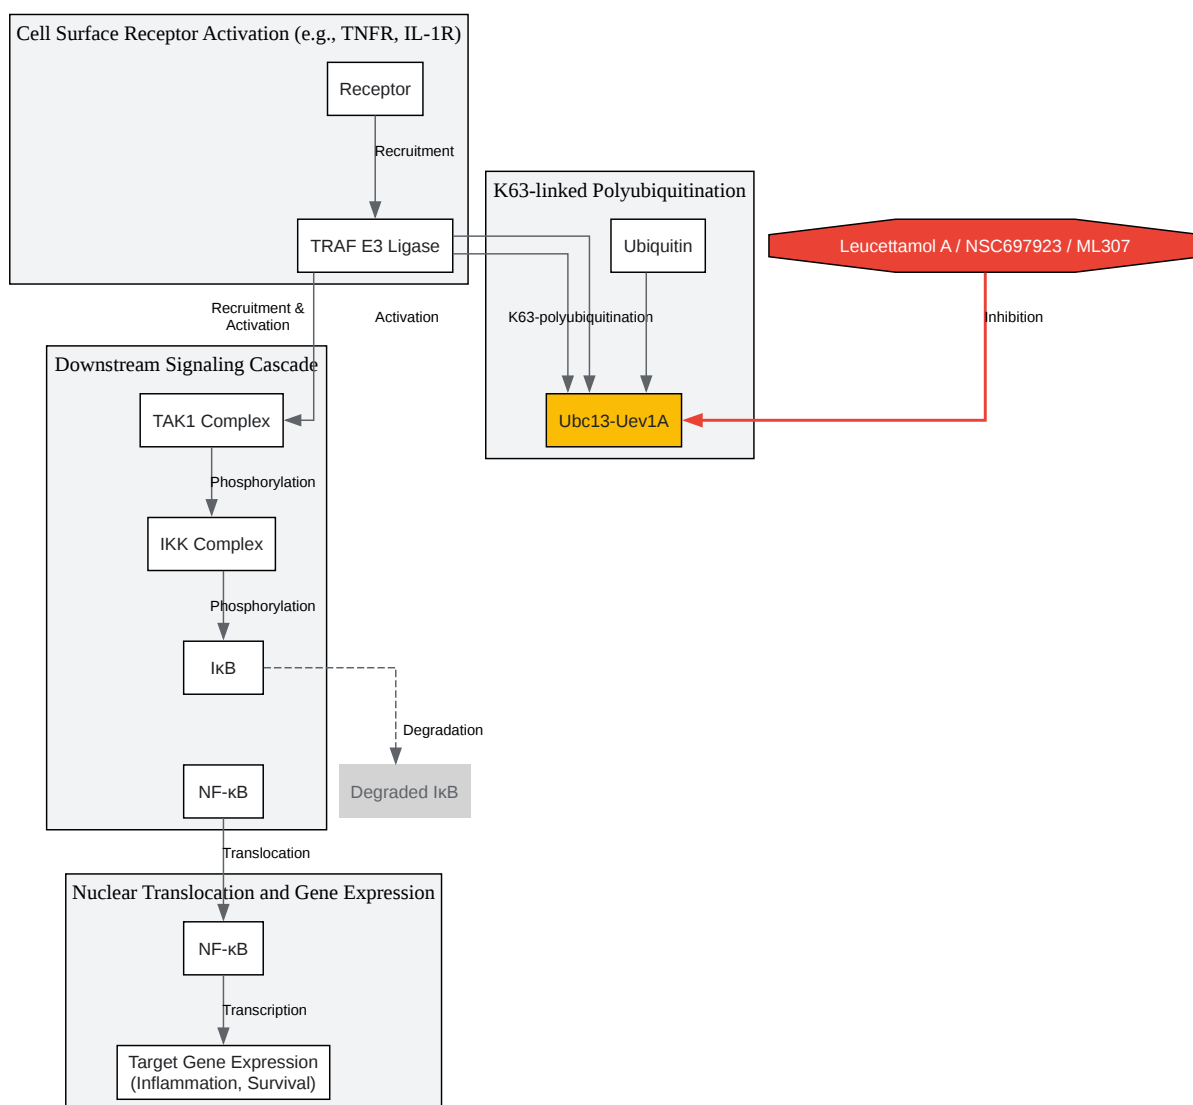 Cell Surface Receptor Activation (e.g., TNFR, IL-1R)
Receptor
Recruitment
K63-linked Polyubiquitination
TRAF E3 Ligase
Ubiquitin
Leucettamol A / NSC697923 / ML307
Recruitment &
Activation
Activation
K63-polyubiquitination
Inhibition
Downstream Signaling Cascade
TAK1 Complex
Ubc13-Uev1A
Phosphorylation
IKK Complex
Phosphorylation
IκB
Degradation
NF-κB
Degraded IκB
Translocation
Nuclear Translocation and Gene Expression
NF-κB
Transcription
Target Gene Expression
(Inflammation, Survival)